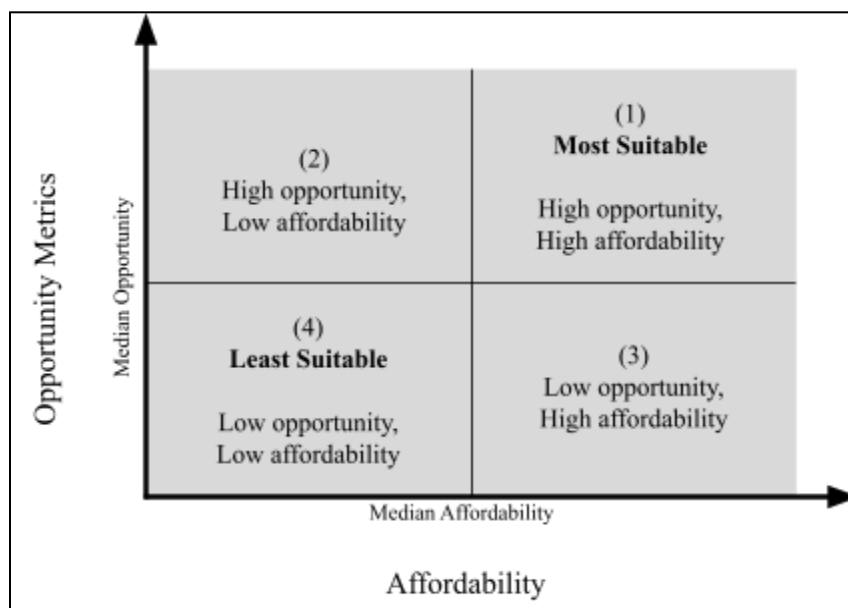 Opportunity Metrics
Median Opportunity
(2)
High opportunity,
Low affordability
(1)
Most Suitable
High opportunity,
High affordability
(4)
Least Suitable
Low opportunity,
Low affordability
(3)
Low opportunity,
High affordability
Median Affordability
Affordability